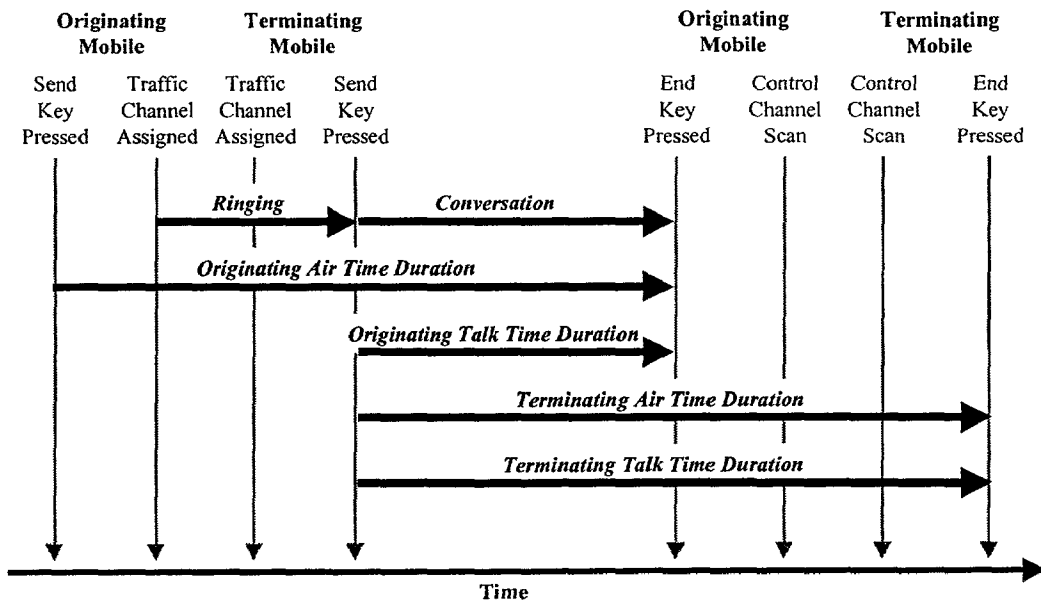 Originating Mobile
Terminating Mobile
Originating Mobile
Terminating Mobile
Send Key Pressed
Traffic Channel Assigned
Traffic Channel Assigned
Send Key Pressed
End Key Pressed
Control Channel Scan
Control Channel Scan
End Key Pressed
Ringing
Conversation
Originating Air Time Duration
Originating Talk Time Duration
Terminating Air Time Duration
Terminating Talk Time Duration
Time